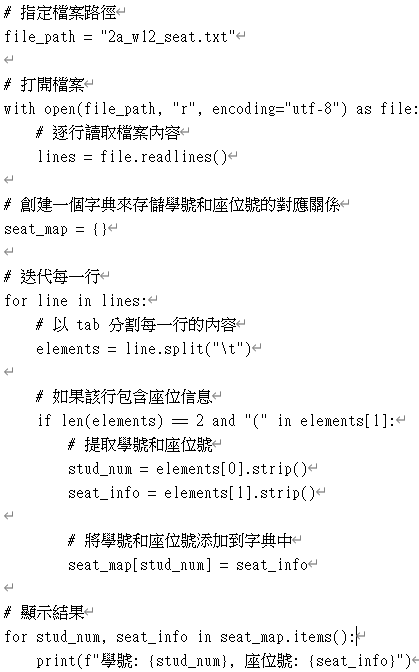 # 指定檔案路徑
file_path = "2a_w12_seat.txt"

# 打開檔案
with open(file_path, "r", encoding="utf-8") as file:
    # 逐行讀取檔案內容
    lines = file.readlines()

# 創建一個字典來存儲學號和座位號的對應關係
seat_map = {}

# 迭代每一行
for line in lines:
    # 以 tab 分割每一行的內容
    elements = line.split("\t")

    # 如果該行包含座位信息
    if len(elements) == 2 and "(" in elements[1]:
        # 提取學號和座位號
        stud_num = elements[0].strip()
        seat_info = elements[1].strip()

        # 將學號和座位號添加到字典中
        seat_map[stud_num] = seat_info

# 顯示結果
for stud_num, seat_info in seat_map.items():
    print(f"學號: {stud_num}, 座位號: {seat_info}")